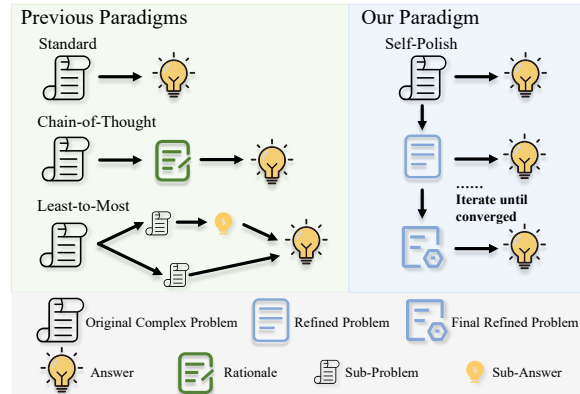 Previous Paradigms
Standard
Chain-of-Thought
Least-to-Most
Our Paradigm
Self-Polish
......
Iterate until
converged
Original Complex Problem
Refined Problem
Final Refined Problem
Answer
Rationale
Sub-Problem
Sub-Answer